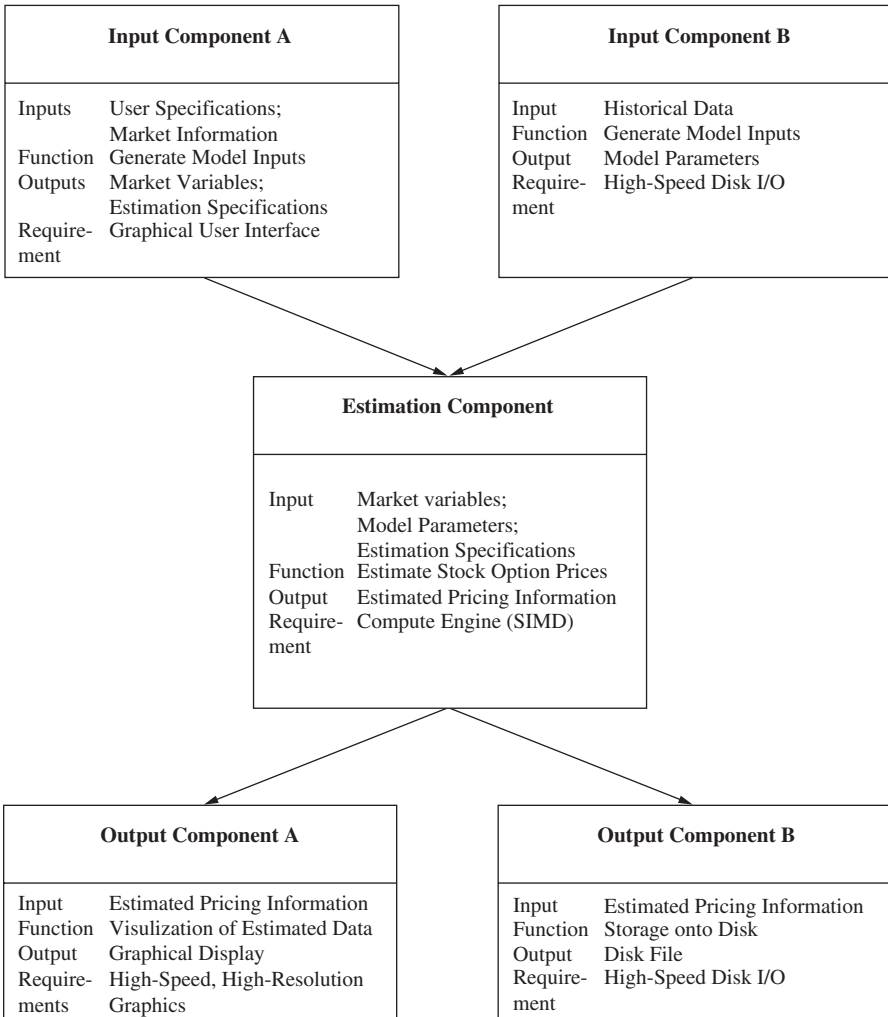 Input Component A
Inputs User Specifications;
Market Information
Function Generate Model Inputs
Outputs Market Variables;
Estimation Specifications
Require- Graphical User Interface
ment
Input Component B
Input Historical Data
Function Generate Model Inputs
Output Model Parameters
Require- High-Speed Disk I/O
ment
Estimation Component
Input Market variables;
Model Parameters;
Estimation Specifications
Function Estimate Stock Option Prices
Output Estimated Pricing Information
Require- Compute Engine (SIMD)
ment
Output Component A
Input Estimated Pricing Information
Function Visulization of Estimated Data
Output Graphical Display
Require- High-Speed, High-Resolution
ments Graphics
Output Component B
Input Estimated Pricing Information
Function Storage onto Disk
Output Disk File
Require- High-Speed Disk I/O
ment